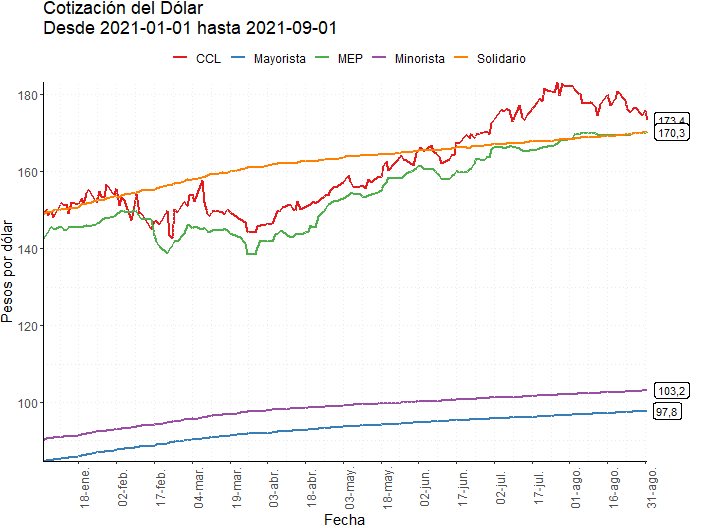 Cotización del Dólar
Desde 2021-01-01 hasta 2021-09-01
CCL Mayorista MEP Minorista Solidario
Pesos por dólar
180
160
140
120
100
173,4
170,3
103,2
97,8
18-ene. 02-feb. 17-feb. 04-mar. 19-mar. 03-abr. 18-abr. 03-may. 18-may. 02-jun. 17-jun. 02-jul. 17-jul. 01-ago. 16-ago. 31-ago.
Fecha